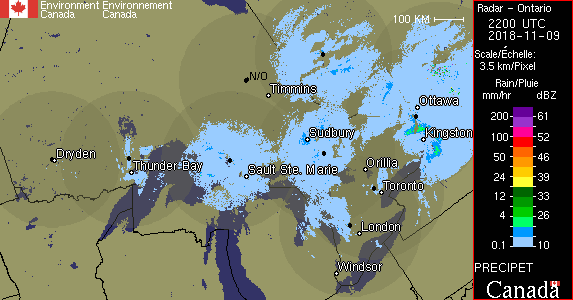 Environment Environnement
Canada Canada
100 KM
N/O
Timmins
Ottawa
Sudbury
Kingston
Dryden
Thunder Bay
Sault Ste. Marie
Orillia
Toronto
London
Windsor
Radar - Ontario
2200 UTC
2018-11-09
Scale/Échelle:
3.5 km/Pixel
Rain/Pluie
mm/hr dBZ
200 61
100 52
50 46
24 39
12 33
4 26
1 20
0.1 10
PRECIPET
Canada